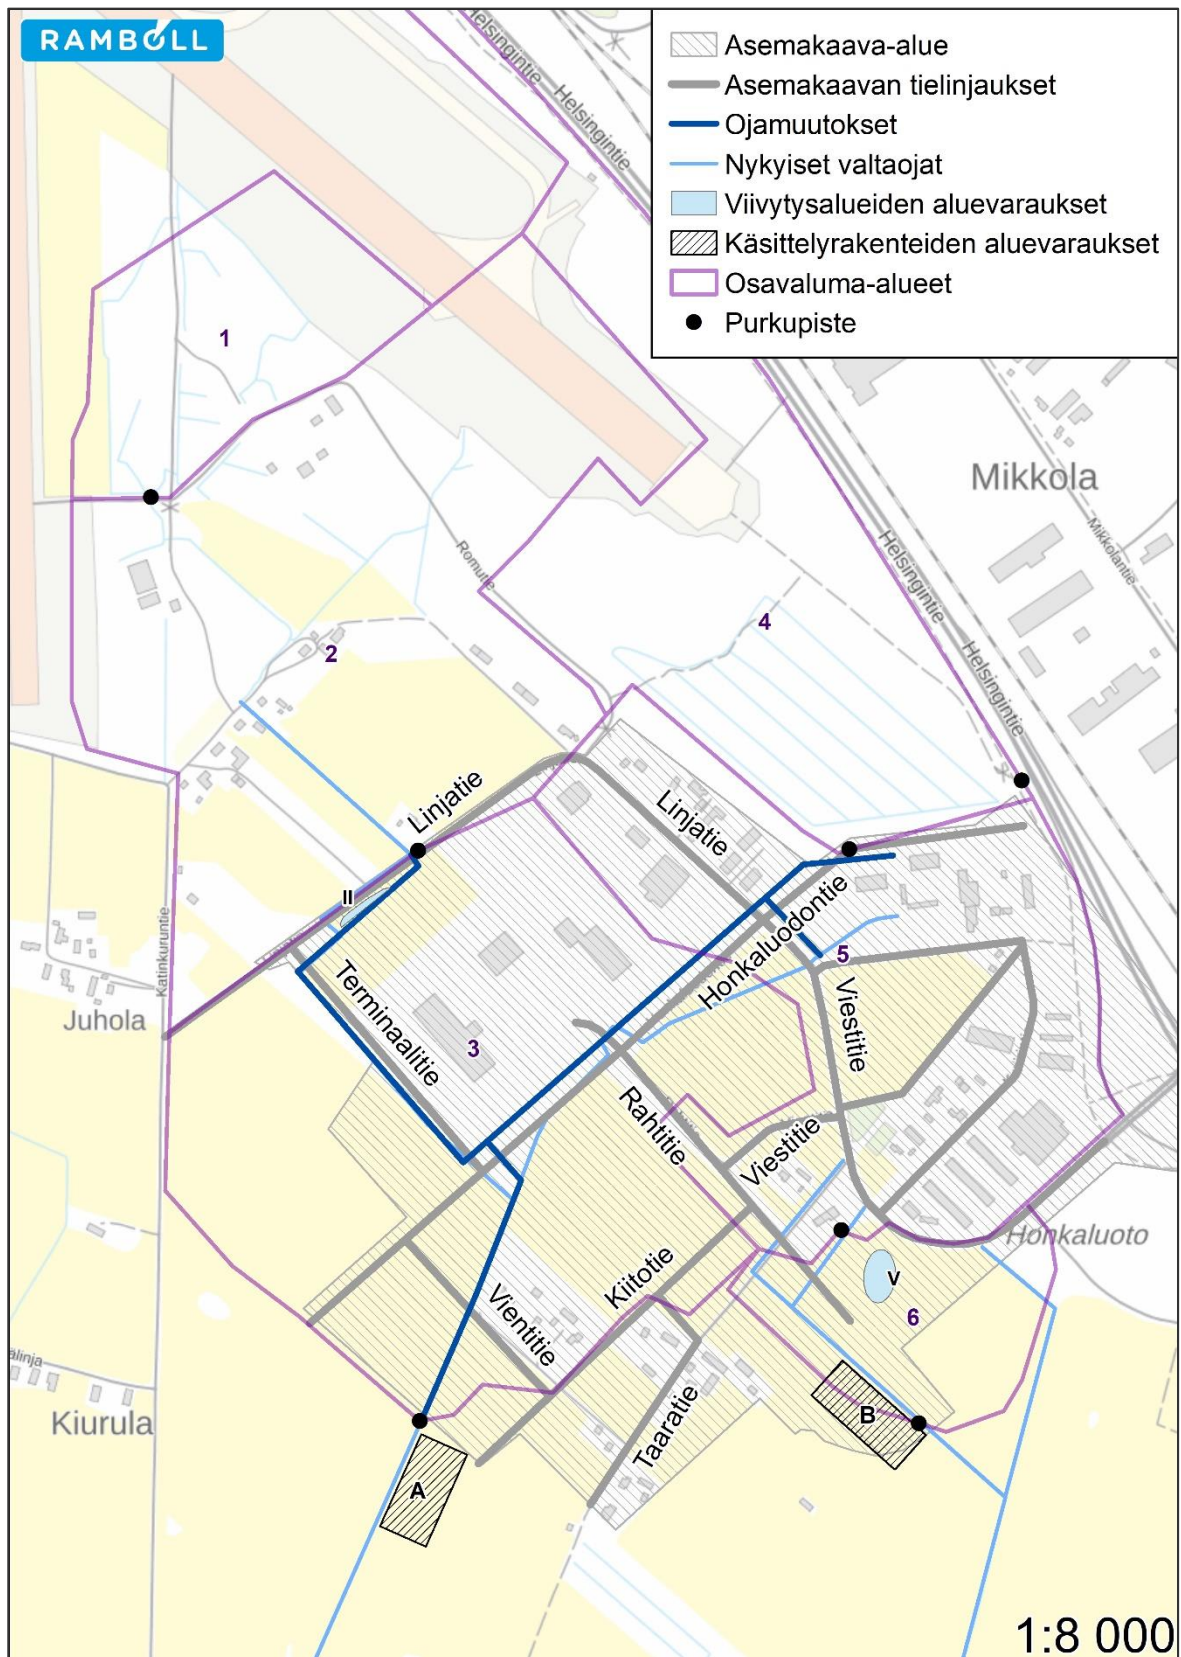 RAMBOLL
Asemakaava-alue
Asemakaavan tielinjaukset
Ojamuutokset
Nykyiset valtaojat
Viivytysalueiden aluevaraukset
Käsittelyrakenteiden aluevaraukset
Osavaluma-alueet
Purkupiste
Helsingintie
Helsingintie
Helsingintie
1
Mikkola
Mikkolantie
Helsingintie
Romutie
4
2
Helsingintie
Linjatie
Linjatie
II
Honkaluodontie
5
Katinkuruntie
Juhola
Terminaalitie
3
Viestitie
Rahtitie
Viestitie
Honkaluoto
Kiitotie
V
6
Vientitie
älinja
Kiurula
Taaratie
B
A
1:8 000